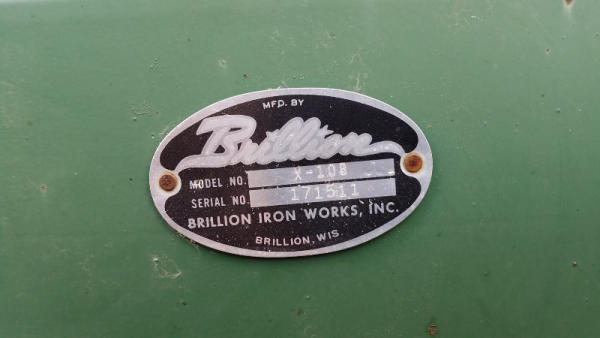 MFD. BY
Brillion
MODEL NO. X-108
SERIAL NO. 171511
BRILLION IRON WORKS, INC.
BRILLION, WIS.